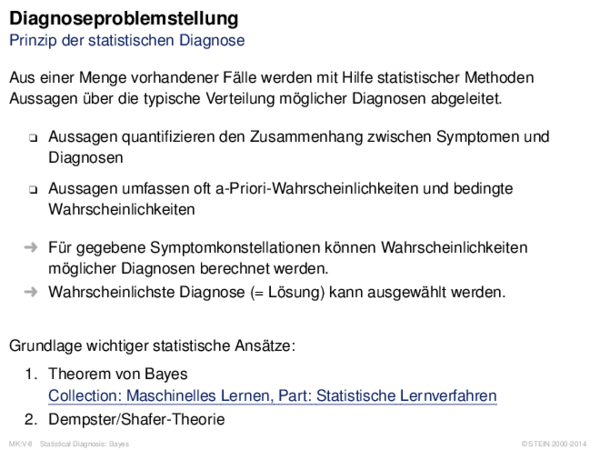 Diagnoseproblemstellung
Prinzip der statistischen Diagnose
Aus einer Menge vorhandener Fälle werden mit Hilfe statistischer Methoden
Aussagen über die typische Verteilung möglicher Diagnosen abgeleitet.
❏ Aussagen quantifizieren den Zusammenhang zwischen Symptomen und
Diagnosen
❏ Aussagen umfassen oft a-Priori-Wahrscheinlichkeiten und bedingte
Wahrscheinlichkeiten
➜ Für gegebene Symptomkonstellationen können Wahrscheinlichkeiten
möglicher Diagnosen berechnet werden.
➜ Wahrscheinlichste Diagnose (= Lösung) kann ausgewählt werden.
Grundlage wichtiger statistische Ansätze:
1. Theorem von Bayes
Collection: Maschinelles Lernen, Part: Statistische Lernverfahren
2. Dempster/Shafer-Theorie
MK:V-6 Statistical Diagnosis: Bayes © STEIN 2000-2014